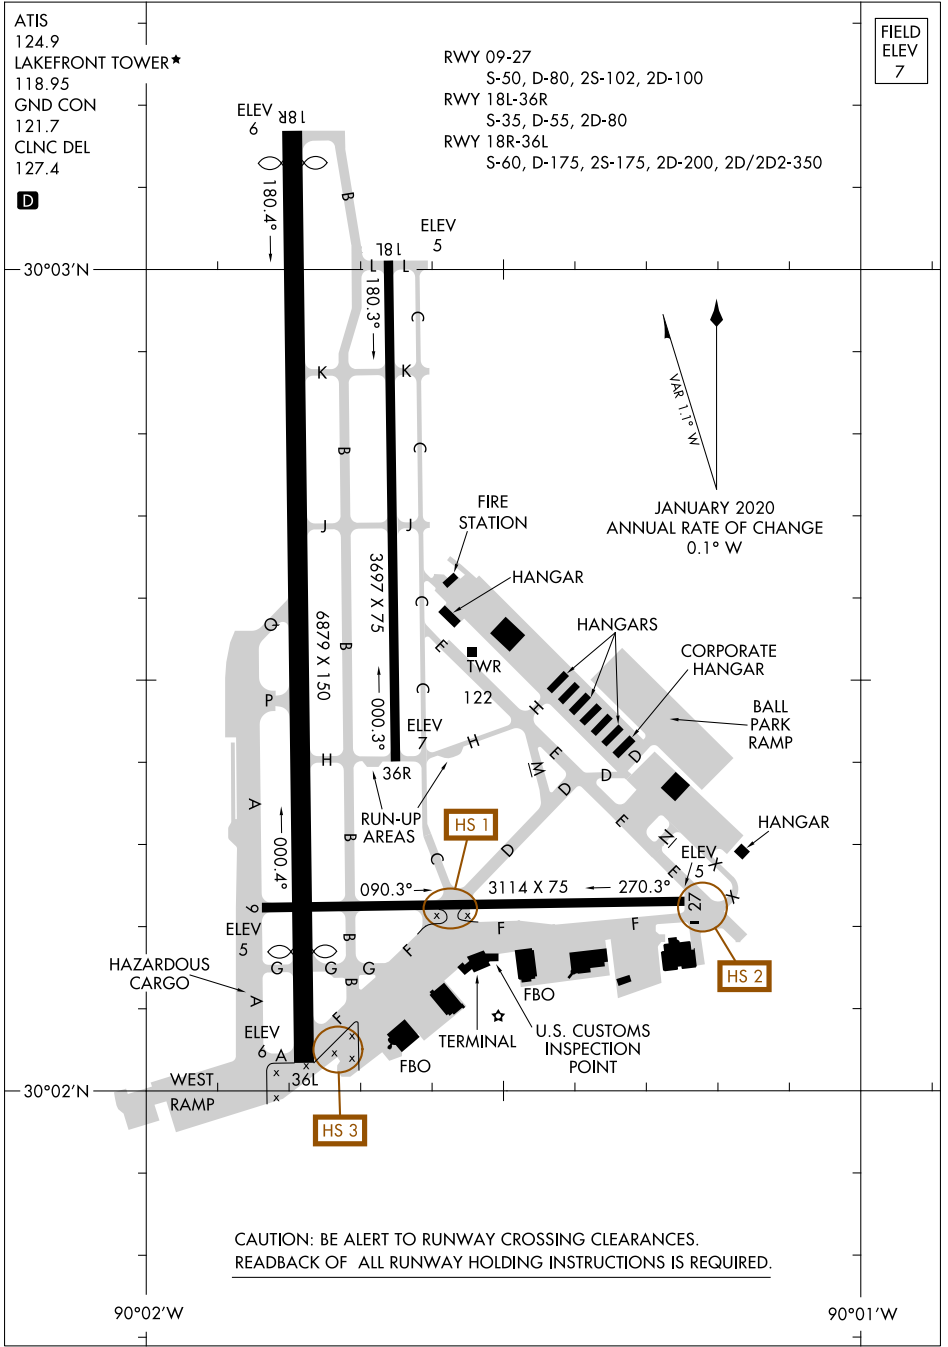 ATIS
124.9
LAKEFRONT TOWER★
118.95
GND CON
121.7
CLNC DEL
127.4
D
RWY 09-27
S-50, D-80, 2S-102, 2D-100
RWY 18L-36R
S-35, D-55, 2D-80
RWY 18R-36L
S-60, D-175, 2S-175, 2D-200, 2D/2D2-350
FIELD
ELEV
7
ELEV
6
18R
180.4°
B
ELEV
5
18L
L
L
30°03'N
180.3°
C
K
K
B
C
J
J
VAR 1.1° W
JANUARY 2020
ANNUAL RATE OF CHANGE
0.1° W
FIRE
STATION
HANGAR
HANGARS
CORPORATE
HANGAR
BALL
PARK
RAMP
TWR
122
3697 X 75
6879 X 150
C
E
B
Q
P
C
000.3°
ELEV
7
H
H
H
36R
RUN-UP
AREAS
M
E
D
D
D
E
N
E
X
X
HANGAR
A
000.4°
B
C
D
HS 1
ELEV
5
9
090.3°
3114 X 75
270.3°
27
ELEV
5
F
F
F
B
G
G
G
B
HAZARDOUS
CARGO
A
HS 2
FBO
TERMINAL
U.S. CUSTOMS
INSPECTION
POINT
FBO
F
ELEV
6
A
x
x
x
x
x
x
x
x
36L
WEST
RAMP
30°02'N
HS 3
CAUTION: BE ALERT TO RUNWAY CROSSING CLEARANCES.
READBACK OF ALL RUNWAY HOLDING INSTRUCTIONS IS REQUIRED.
90°02'W
90°01'W